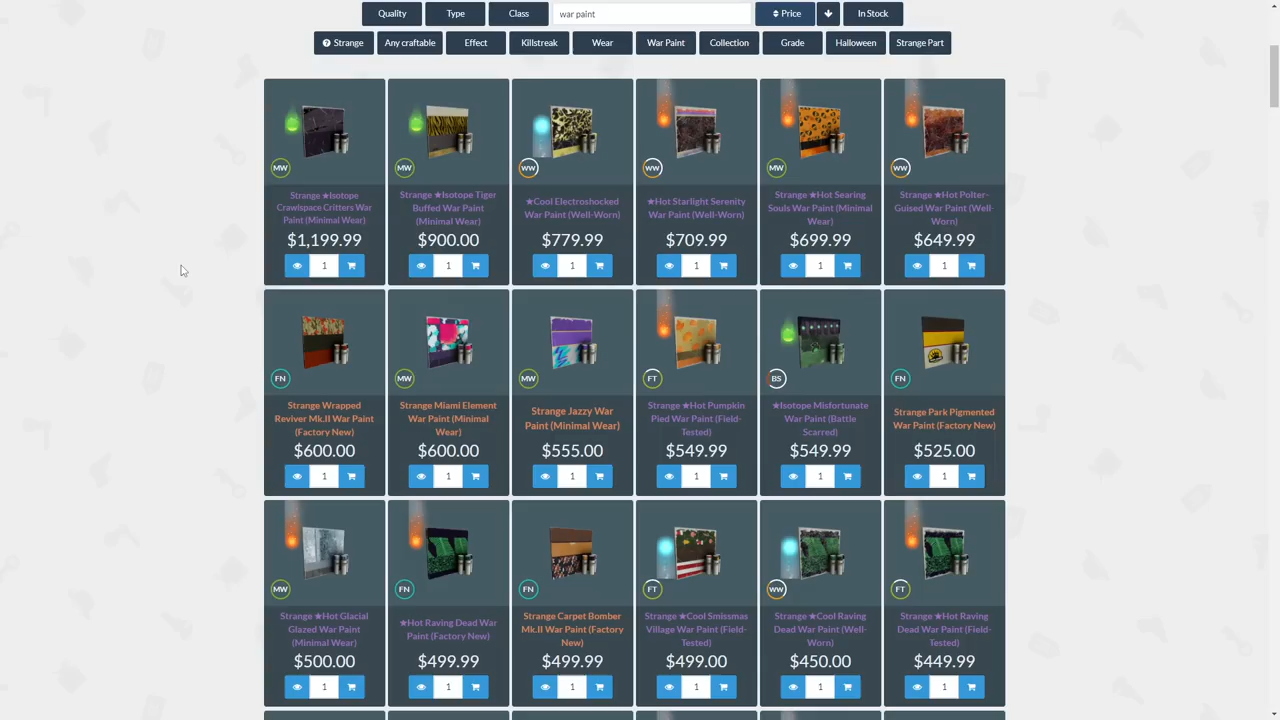 Quality Type Class war paint Price In Stock
Strange Any craftable Effect Killstreak Wear War Paint Collection Grade Halloween Strange Part
MW MW WW WW MW WW
Strange ★Isotope Crawlspace Critters War Paint (Minimal Wear)
$1,199.99
1
Strange ★Isotope Tiger Buffed War Paint (Minimal Wear)
$900.00
1
★Cool Electroshocked War Paint (Well-Worn)
$779.99
1
★Hot Starlight Serenity War Paint (Well-Worn)
$709.99
1
Strange ★Hot Searing Souls War Paint (Minimal Wear)
$699.99
1
Strange ★Hot Polter-Guised War Paint (Well-Worn)
$649.99
1
FN MW MW FT BS FN
Strange Wrapped Reviver Mk.II War Paint (Factory New)
$600.00
1
Strange Miami Element War Paint (Minimal Wear)
$600.00
1
Strange Jazzy War Paint (Minimal Wear)
$555.00
1
Strange ★Hot Pumpkin Pied War Paint (Field-Tested)
$549.99
1
★Isotope Misfortunate War Paint (Battle Scarred)
$549.99
1
Strange Park Pigmented War Paint (Factory New)
$525.00
1
MW FN FN FT WW FT
Strange ★Hot Glacial Glazed War Paint (Minimal Wear)
$500.00
1
★Hot Raving Dead War Paint (Factory New)
$499.99
1
Strange Carpet Bomber Mk.II War Paint (Factory New)
$499.99
1
Strange ★Cool Smissmas Village War Paint (Field-Tested)
$499.00
1
Strange ★Cool Raving Dead War Paint (Well-Worn)
$450.00
1
Strange ★Hot Raving Dead War Paint (Field-Tested)
$449.99
1